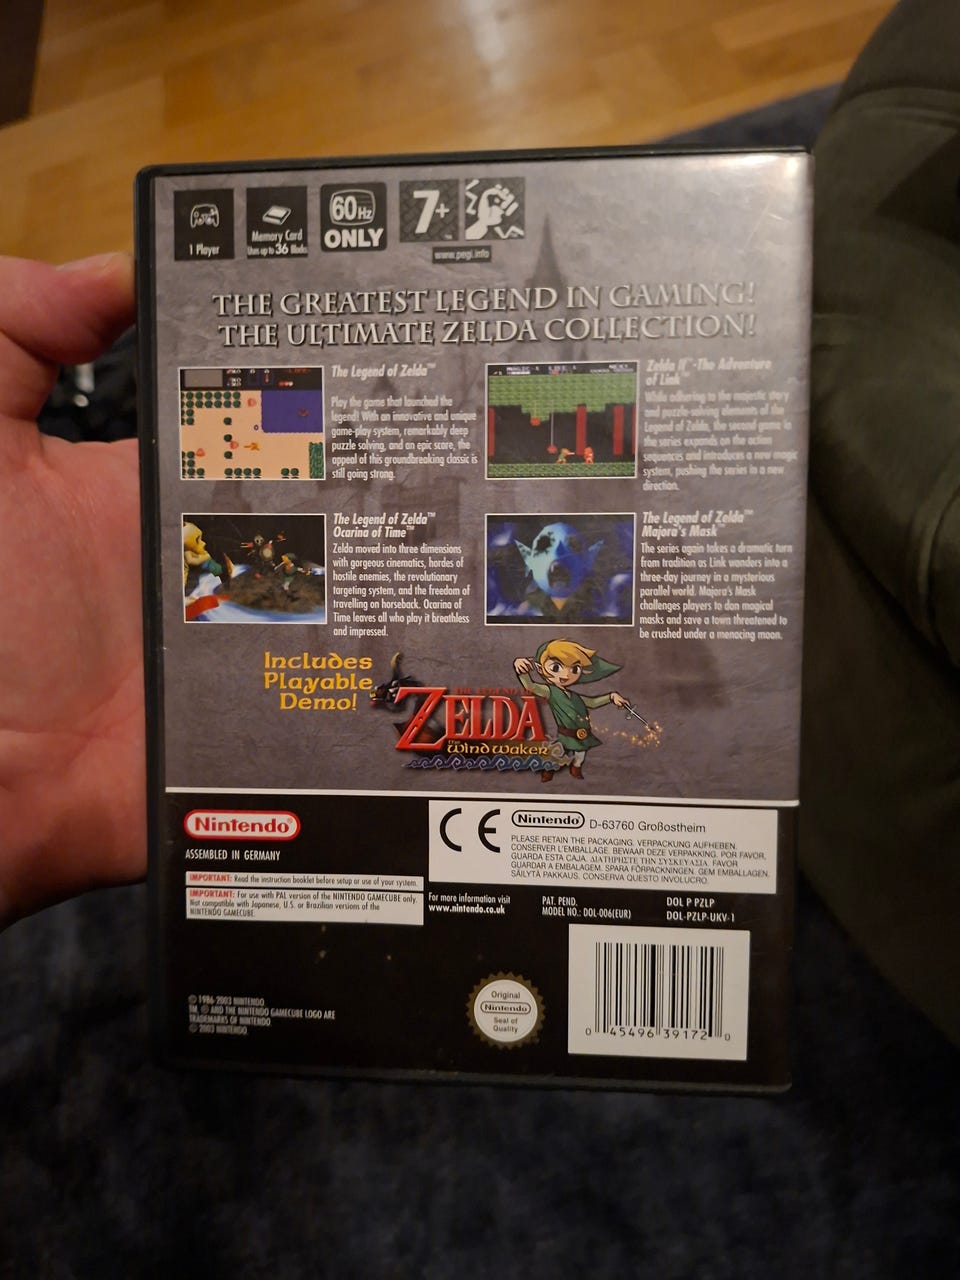 1 Player
Memory Card
Uses up to 36 Blocks
60Hz
ONLY
7+
www.pegi.info
THE GREATEST LEGEND IN GAMING!
THE ULTIMATE ZELDA COLLECTION!
The Legend of Zelda™
Play the game that launched the
legend! With an innovative and unique
game-play system, remarkably deep
puzzle solving, and an epic score, the
appeal of this groundbreaking classic is
still going strong.
Zelda II™-The Adventure
of Link™
While adhering to the majestic story
and puzzle-solving elements of the
Legend of Zelda, the second game in
the series expands on the action
sequences and introduces a new magic
system, pushing the series in a new
direction.
The Legend of Zelda™
Ocarina of Time™
Zelda moved into three dimensions
with gorgeous cinematics, hordes of
hostile enemies, the revolutionary
targeting system, and the freedom of
travelling on horseback. Ocarina of
Time leaves all who play it breathless
and impressed.
The Legend of Zelda™
Majora's Mask™
The series again takes a dramatic turn
from tradition as Link wanders into a
three-day journey in a mysterious
parallel world. Majora's Mask
challenges players to don magical
masks and save a town threatened to
be crushed under a menacing moon.
Includes
Playable
Demo!
THE LEGEND OF
ZELDA
The Wind Waker
Nintendo®
ASSEMBLED IN GERMANY
IMPORTANT: Read the instruction booklet before setup or use of your system.
IMPORTANT: For use with PAL version of the NINTENDO GAMECUBE only.
Not compatible with Japanese, U.S. or Brazilian versions of the
NINTENDO GAMECUBE.
CE
Nintendo® D-63760 Großostheim
PLEASE RETAIN THE PACKAGING. VERPACKUNG AUFHEBEN.
CONSERVER L'EMBALLAGE. BEWAAR DEZE VERPAKKING. POR FAVOR,
GUARDA ESTA CAJA. ΔΙΑΤΗΡΗΣΤΕ ΤΗΝ ΣΥΣΚΕΥΑΣΙΑ. FAVOR
GUARDAR A EMBALAGEM. SPARA FÖRPACKNINGEN. GEM EMBALLAGEN.
SÄILYTÄ PAKKAUS. CONSERVA QUESTO INVOLUCRO.
For more information visit
www.nintendo.co.uk
PAT. PEND.
MODEL NO.: DOL-006(EUR)
DOL P PZLP
DOL-PZLP-UKV-1
© 1986-2003 NINTENDO
TM, ® AND THE NINTENDO GAMECUBE LOGO ARE
TRADEMARKS OF NINTENDO
© 2003 NINTENDO
Original
Nintendo
Seal of
Quality
0 45496 39172 0